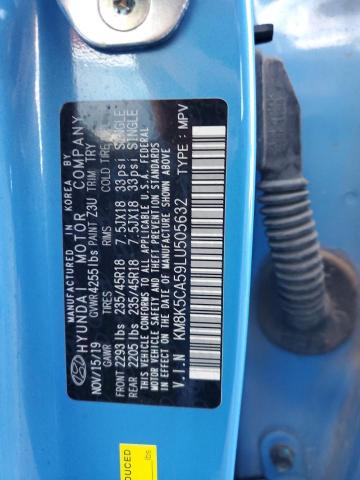 MANUFACTURED IN KOREA BY
HYUNDAI MOTOR COMPANY
NOV/15/19 GVWR 4255lbs PAINT Z3U TRIM TRY
GAWR TIRES RIMS
FRONT 2293 lbs 235/45R18 7.5JX18 33psi SINGLE
REAR 2205 lbs 235/45R18 7.5JX18 33psi SINGLE
THIS VEHICLE CONFORMS TO ALL APPLICABLE U.S.A. FEDERAL
MOTOR VEHICLE SAFETY, BUMPER, AND THEFT PREVENTION
STANDARDS IN EFFECT ON THE DATE OF MANUFACTURE
SHOWN ABOVE.
V.I.N KM8K5CA59LU505632 TYPE: MPV
DUCED
lbs